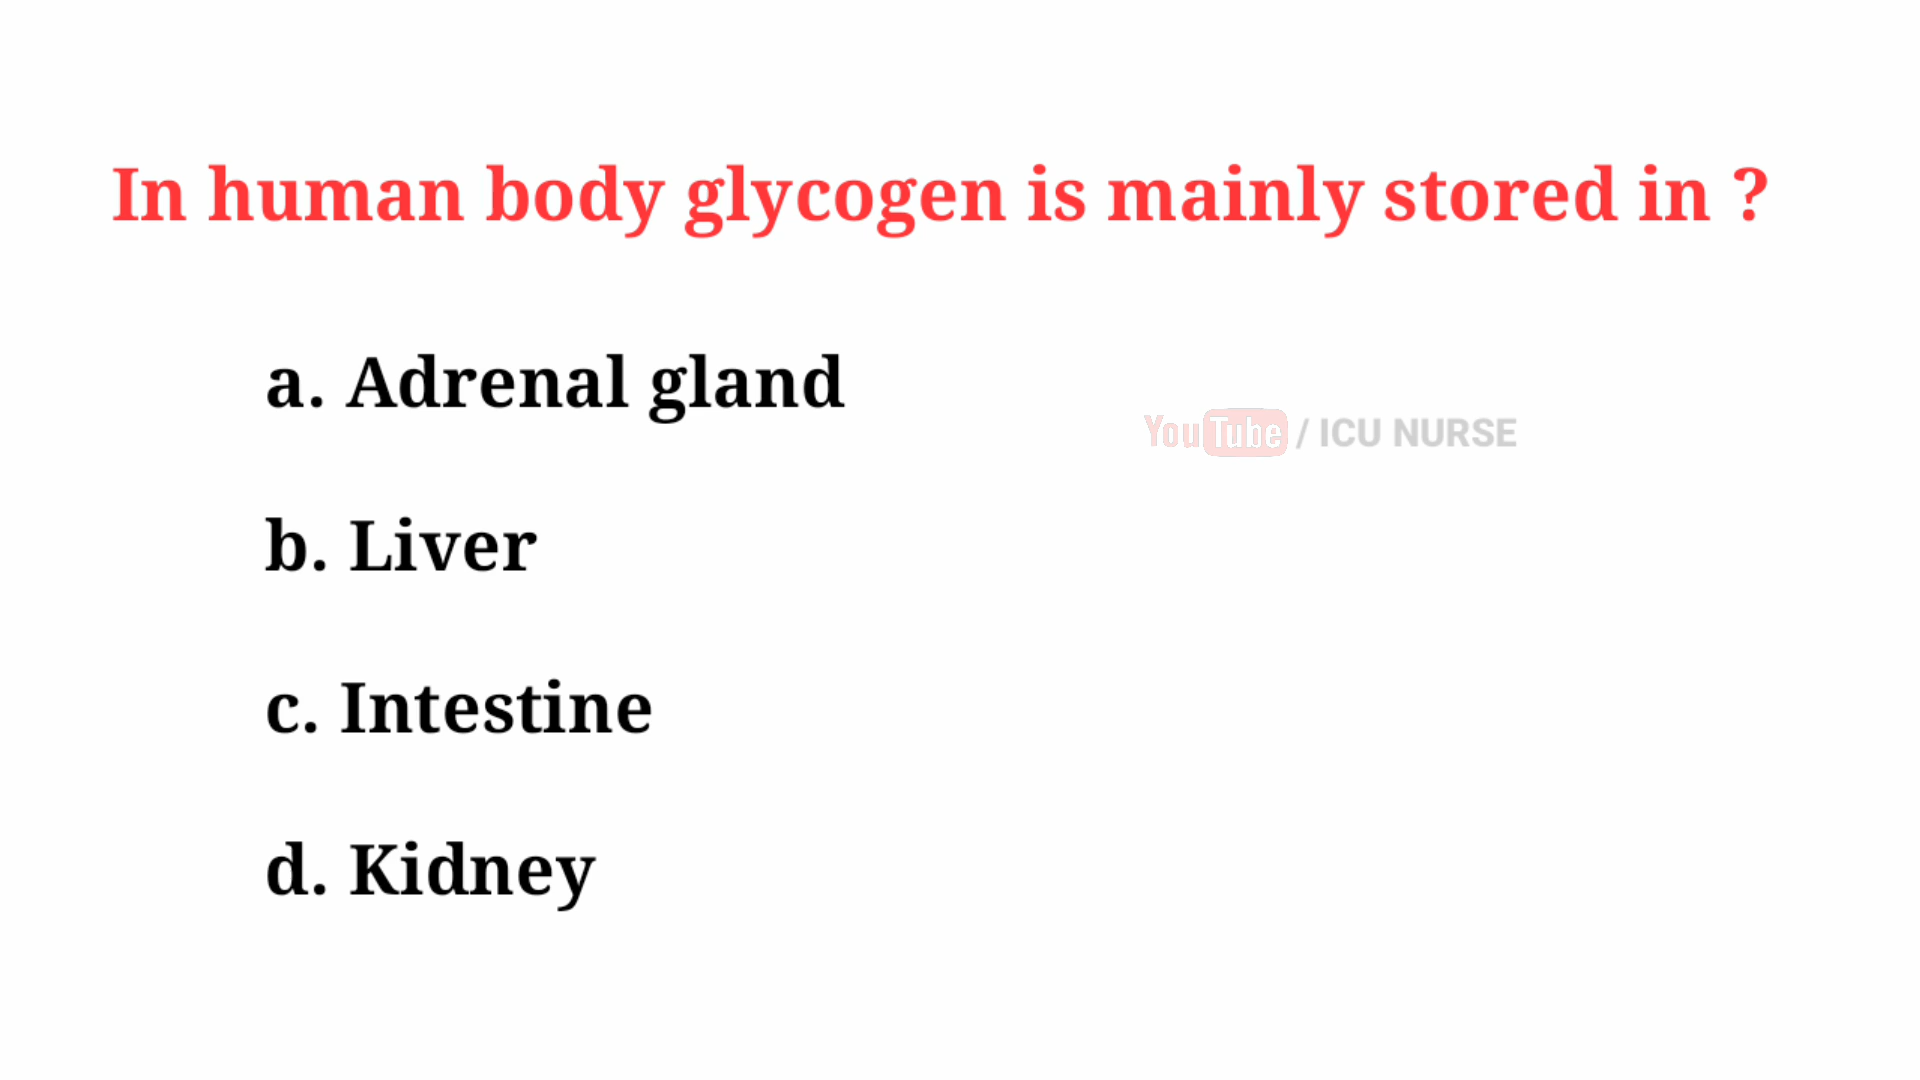 In human body glycogen is mainly stored in ?
a. Adrenal gland
YouTube / ICU NURSE
b. Liver
c. Intestine
d. Kidney